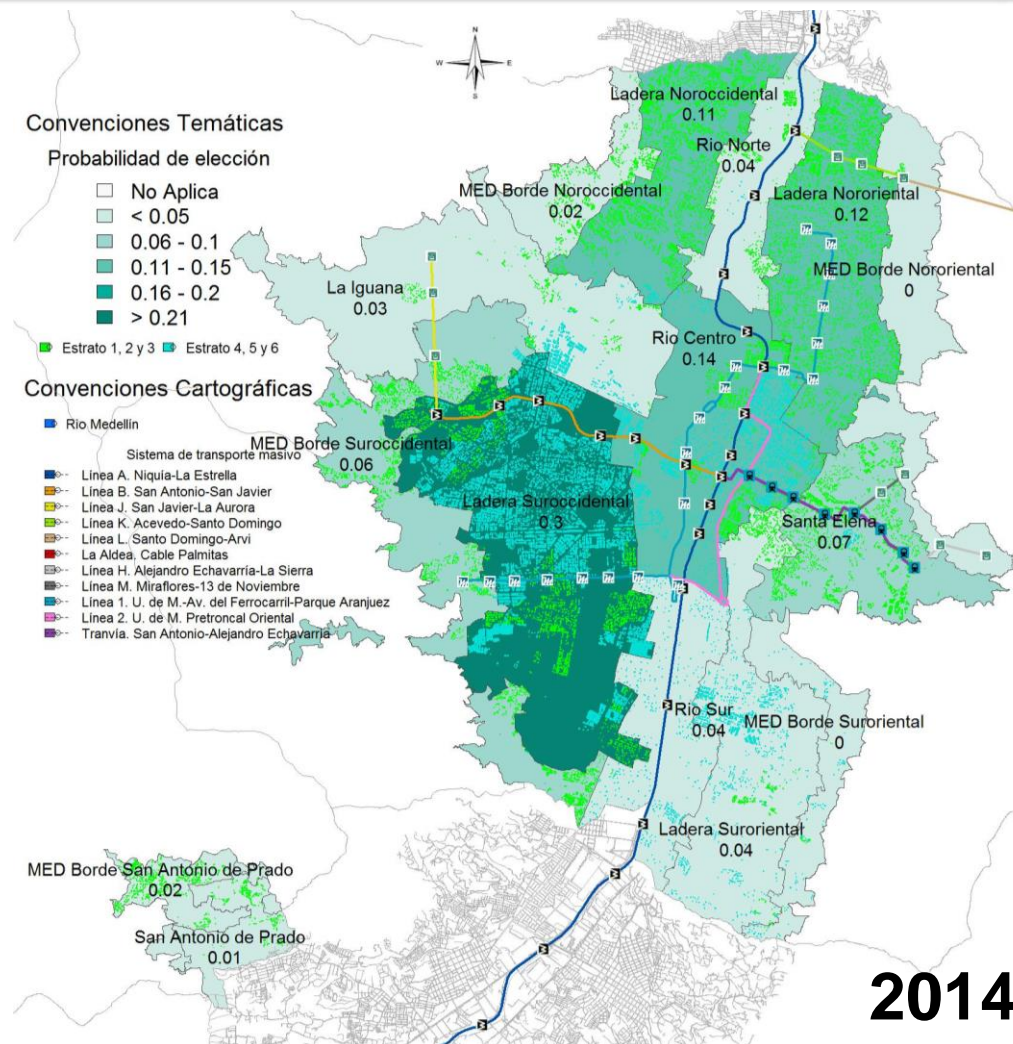 N
W
E
S
Convenciones Temáticas
Probabilidad de elección
No Aplica
< 0.05
0.06 - 0.1
0.11 - 0.15
0.16 - 0.2
> 0.21
Estrato 1, 2 y 3
Estrato 4, 5 y 6
Convenciones Cartográficas
Rio Medellín
Sistema de transporte masivo
Línea A. Niquía-La Estrella
Línea B. San Antonio-San Javier
Línea J. San Javier-La Aurora
Línea K. Acevedo-Santo Domingo
Línea L. Santo Domingo-Arvi
La Aldea, Cable Palmitas
Línea H. Alejandro Echavarría-La Sierra
Línea M. Miraflores-13 de Noviembre
Línea 1. U. de M.-Av. del Ferrocarril-Parque Aranjuez
Línea 2. U. de M. Pretroncal Oriental
Tranvía. San Antonio-Alejandro Echavarría
Ladera Noroccidental
0.11
Rio Norte
0.04
MED Borde Noroccidental
0.02
Ladera Nororiental
0.12
MED Borde Nororiental
0
La Iguana
0.03
Rio Centro
0.14
MED Borde Suroccidental
0.06
Ladera Suroccidental
0.3
Santa Elena
0.07
Rio Sur
0.04
MED Borde Suroriental
0
Ladera Suroriental
0.04
MED Borde San Antonio de Prado
0.02
San Antonio de Prado
0.01
2014